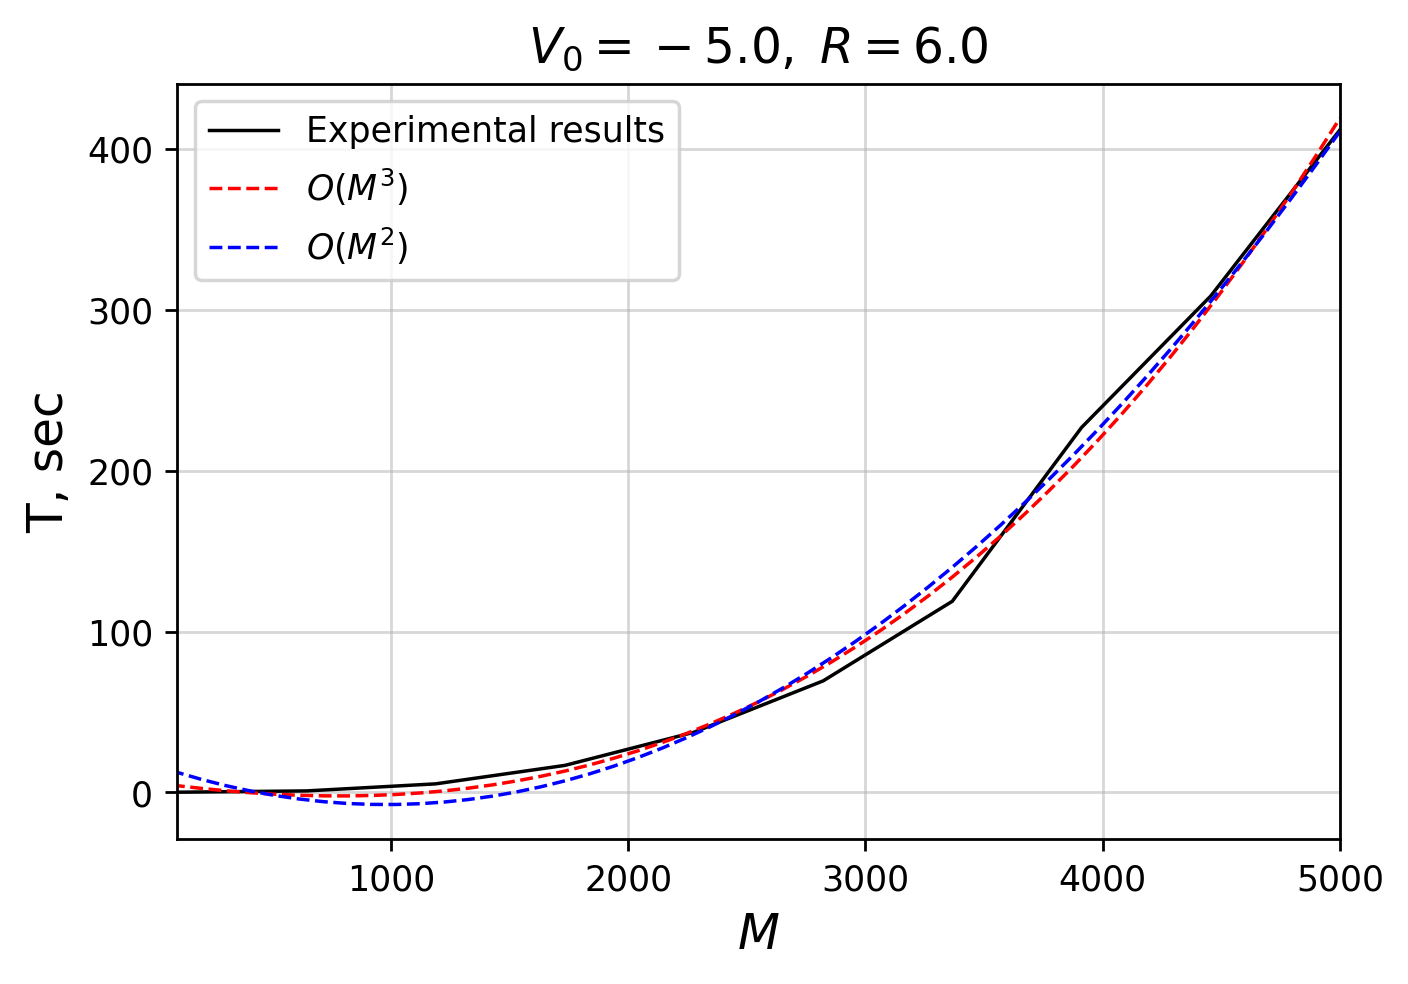 V₀ = −5.0, R = 6.0
Experimental results
O(M³)
O(M²)
400
300
200
100
0
T, sec
1000 2000 3000 4000 5000
M